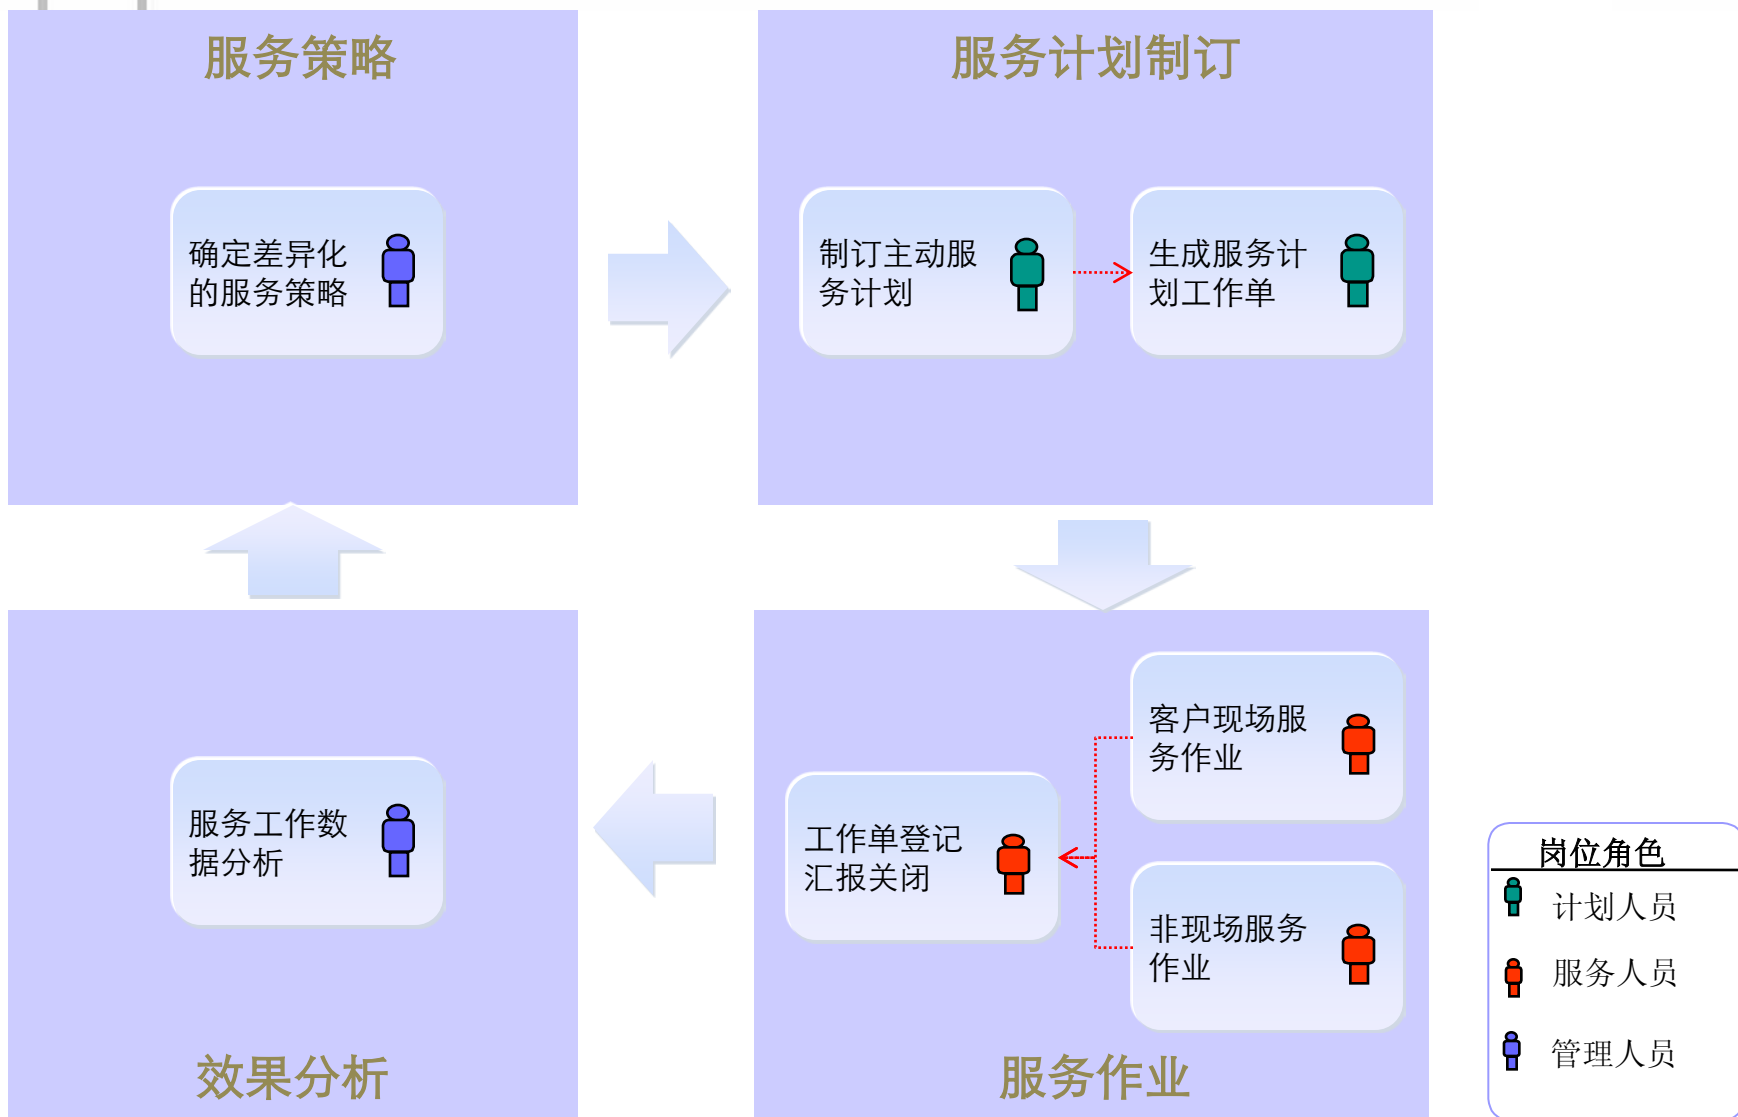 服务策略
确定差异化
的服务策略
服务计划制订
制订主动服
务计划
生成服务计
划工作单
客户现场服
务作业
工作单登记
汇报关闭
非现场服务
作业
服务作业
服务工作数
据分析
效果分析
岗位角色
计划人员
服务人员
管理人员